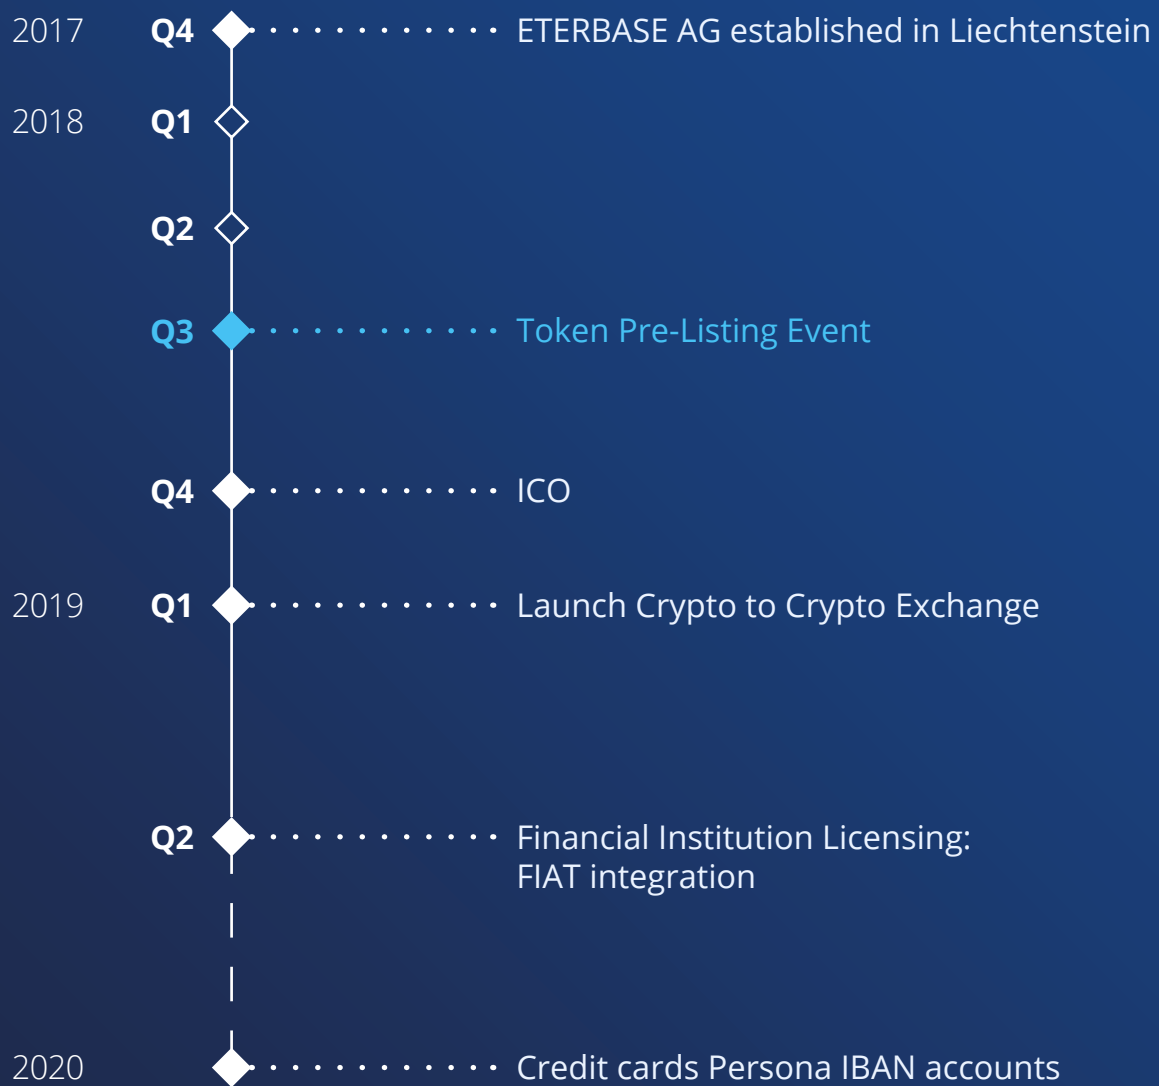 2017 Q4 ETERBASE AG established in Liechtenstein
2018 Q1
Q2
Q3 Token Pre-Listing Event
Q4 ICO
2019 Q1 Launch Crypto to Crypto Exchange
Q2 Financial Institution Licensing:
FIAT integration
2020 Credit cards Persona IBAN accounts